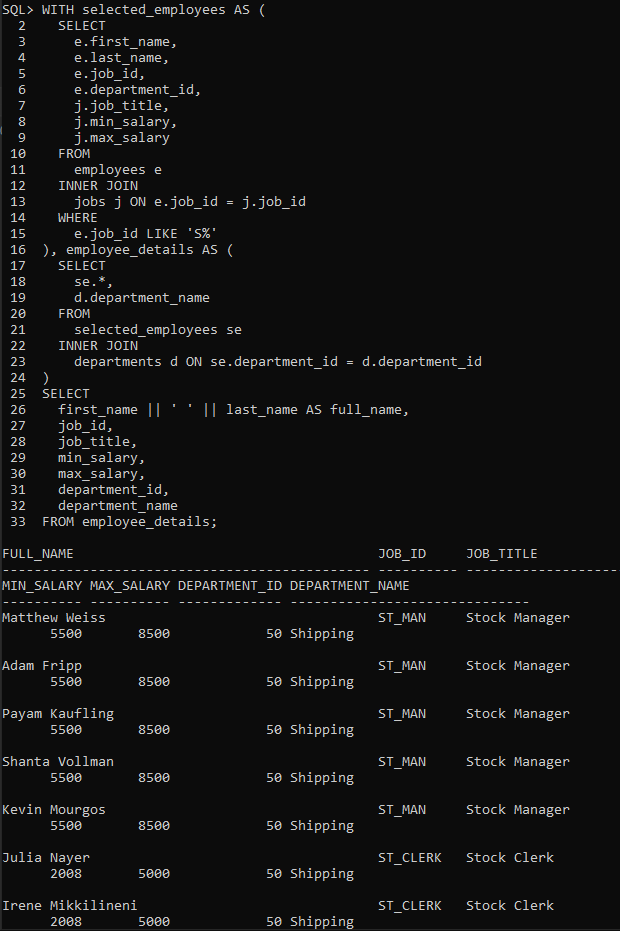 SQL> WITH selected_employees AS (
  2    SELECT
  3      e.first_name,
  4      e.last_name,
  5      e.job_id,
  6      e.department_id,
  7      j.job_title,
  8      j.min_salary,
  9      j.max_salary
 10    FROM
 11      employees e
 12    INNER JOIN
 13      jobs j ON e.job_id = j.job_id
 14    WHERE
 15      e.job_id LIKE 'S%'
 16  ), employee_details AS (
 17    SELECT
 18      se.*,
 19      d.department_name
 20    FROM
 21      selected_employees se
 22    INNER JOIN
 23      departments d ON se.department_id = d.department_id
 24  )
 25  SELECT
 26    first_name || ' ' || last_name AS full_name,
 27    job_id,
 28    job_title,
 29    min_salary,
 30    max_salary,
 31    department_id,
 32    department_name
 33  FROM employee_details;
FULL_NAME                                      JOB_ID     JOB_TITLE
---------------------------------------------- ---------- -------------------
MIN_SALARY MAX_SALARY DEPARTMENT_ID DEPARTMENT_NAME
---------- ---------- ------------- ------------------------------
Matthew Weiss                                  ST_MAN     Stock Manager
      5500       8500            50 Shipping
Adam Fripp                                     ST_MAN     Stock Manager
      5500       8500            50 Shipping
Payam Kaufling                                 ST_MAN     Stock Manager
      5500       8500            50 Shipping
Shanta Vollman                                 ST_MAN     Stock Manager
      5500       8500            50 Shipping
Kevin Mourgos                                  ST_MAN     Stock Manager
      5500       8500            50 Shipping
Julia Nayer                                    ST_CLERK   Stock Clerk
      2008       5000            50 Shipping
Irene Mikkilineni                              ST_CLERK   Stock Clerk
      2008       5000            50 Shipping